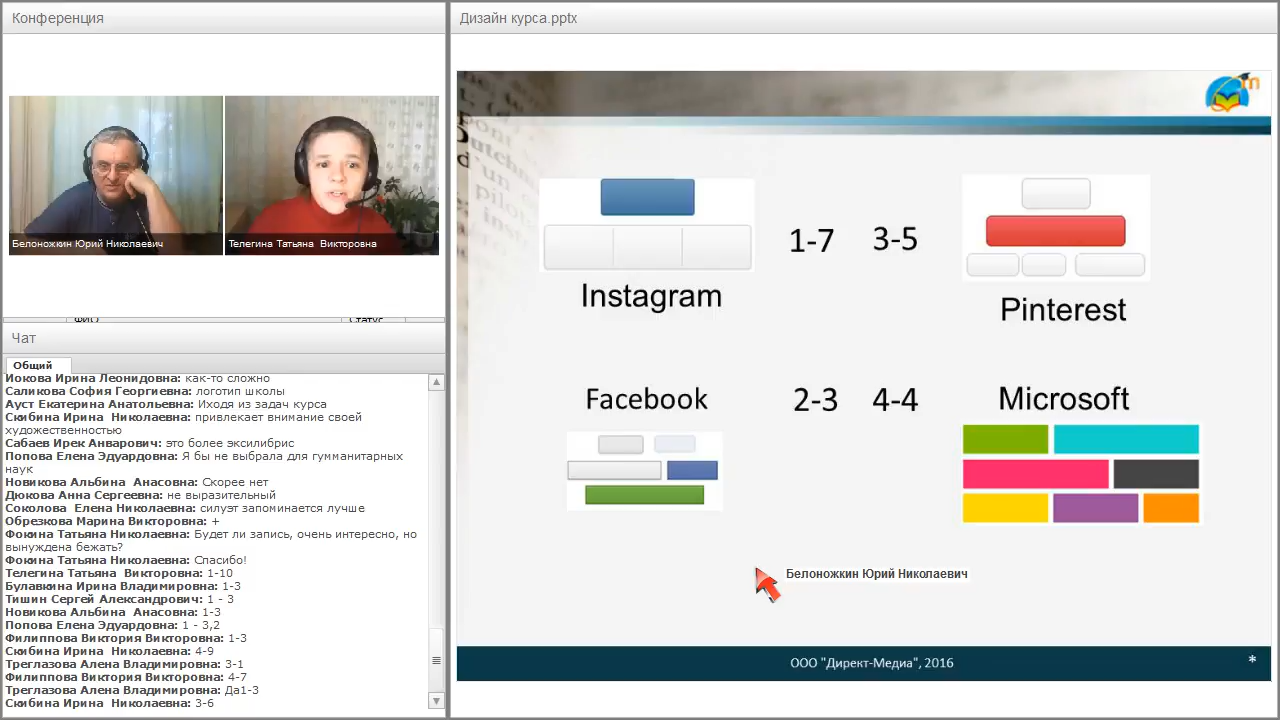 Конференция
Белоножкин Юрий Николаевич
Телегина Татьяна Викторовна
ФИО
Статус
Чат
Общий
Иокова Ирина Леонидовна: как-то сложно
Саликова София Георгиевна: логотип школы
Ауст Екатерина Анатольевна: Иходя из задач курса
Скибина Ирина Николаевна: привлекает внимание своей
художественностью
Сабаев Ирек Анварович: это более эксилибрис
Попова Елена Эдуардовна: Я бы не выбрала для гумманитарных
наук
Новикова Альбина Анасовна: Скорее нет
Дюкова Анна Сергеевна: не выразительный
Соколова Елена Николаевна: силуэт запоминается лучше
Обрезкова Марина Викторовна: +
Фокина Татьяна Николаевна: Будет ли запись, очень интересно, но
вынуждена бежать?
Фокина Татьяна Николаевна: Спасибо!
Телегина Татьяна Викторовна: 1-10
Булавкина Ирина Владимировна: 1-3
Тишин Сергей Александрович: 1 - 3
Новикова Альбина Анасовна: 1-3
Попова Елена Эдуардовна: 1 - 3,2
Филиппова Виктория Викторовна: 1-3
Скибина Ирина Николаевна: 4-9
Треглазова Алена Владимировна: 3-1
Филиппова Виктория Викторовна: 4-7
Треглазова Алена Владимировна: Да1-3
Скибина Ирина Николаевна: 3-6
Дизайн курса.pptx
m
1-7 3-5
Instagram
Pinterest
Facebook
2-3 4-4
Microsoft
Белоножкин Юрий Николаевич
ООО "Директ-Медиа", 2016
*